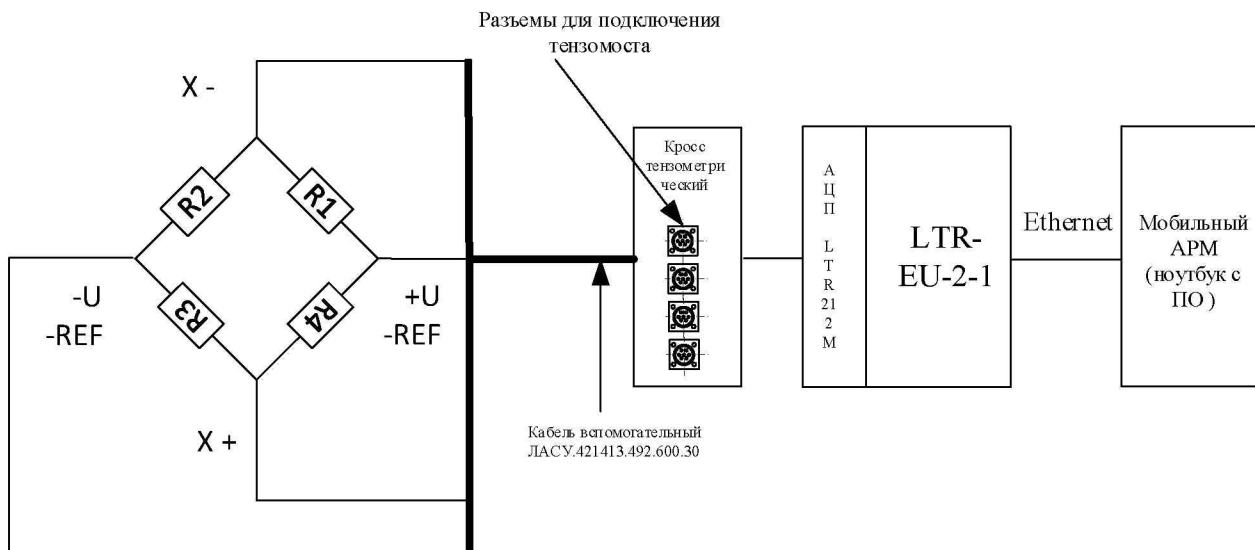 Разъемы для подключения
тензомоста
X -
R2
R1
-U
-REF
+U
-REF
R3
R4
X +
Кросс
тензометри
ческий
Кабель вспомогательный
ЛАСУ.421413.492.600.30
А
Ц
П
L
T
R
21
2
М
LTR-
EU-2-1
Ethernet
Мобильный
АРМ
(ноутбук с
ПО )